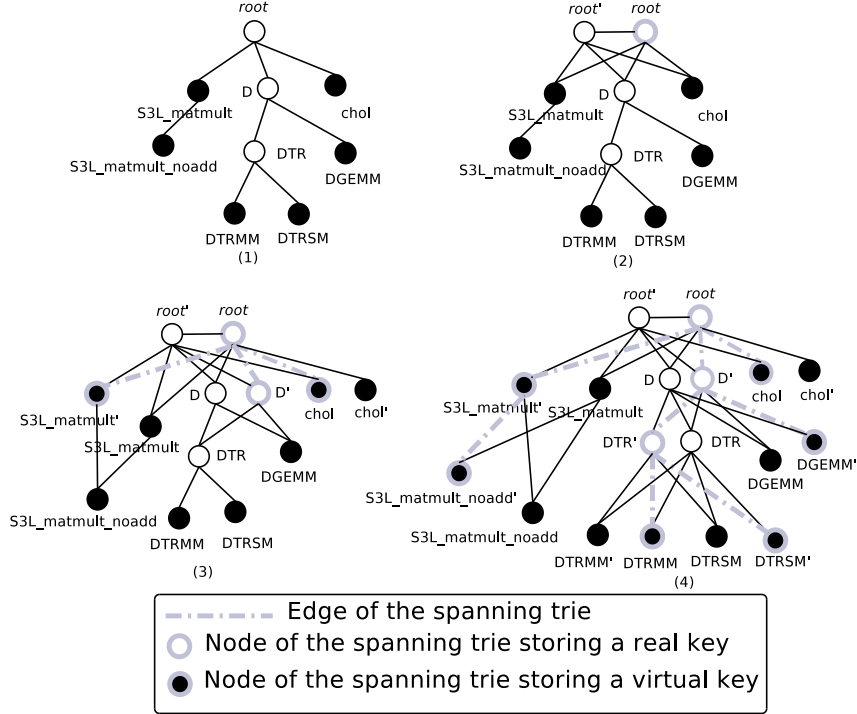 root
D
S3L_matmult
chol
S3L_matmult_noadd
DTR
DGEMM
DTRMM
DTRSM
(1)
root'
root
D
S3L_matmult
chol
S3L_matmult_noadd
DTR
DGEMM
DTRMM
DTRSM
(2)
root'
root
D
D'
S3L_matmult'
chol
chol'
S3L_matmult
DTR
DGEMM
S3L_matmult_noadd
DTRMM
DTRSM
(3)
root'
root
D
D'
S3L_matmult'
chol
chol'
S3L_matmult
DTR'
DTR
DGEMM
DGEMM'
S3L_matmult_noadd'
S3L_matmult_noadd
DTRMM'
DTRMM
DTRSM
DTRSM'
(4)
Edge of the spanning trie
Node of the spanning trie storing a real key
Node of the spanning trie storing a virtual key